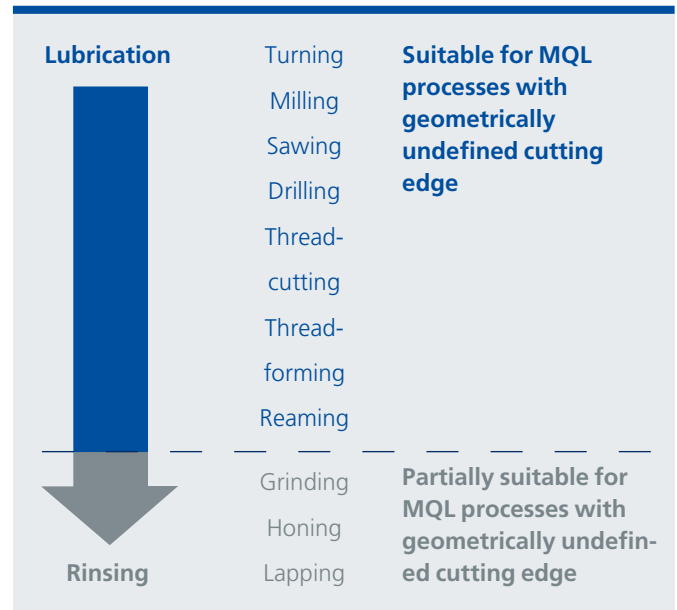 Lubrication
Turning
Milling
Sawing
Drilling
Thread-
cutting
Thread-
forming
Reaming
Suitable for MQL
processes with
geometrically
undefined cutting
edge
Grinding
Honing
Lapping
Rinsing
Partially suitable for
MQL processes with
geometrically undefin-
ed cutting edge